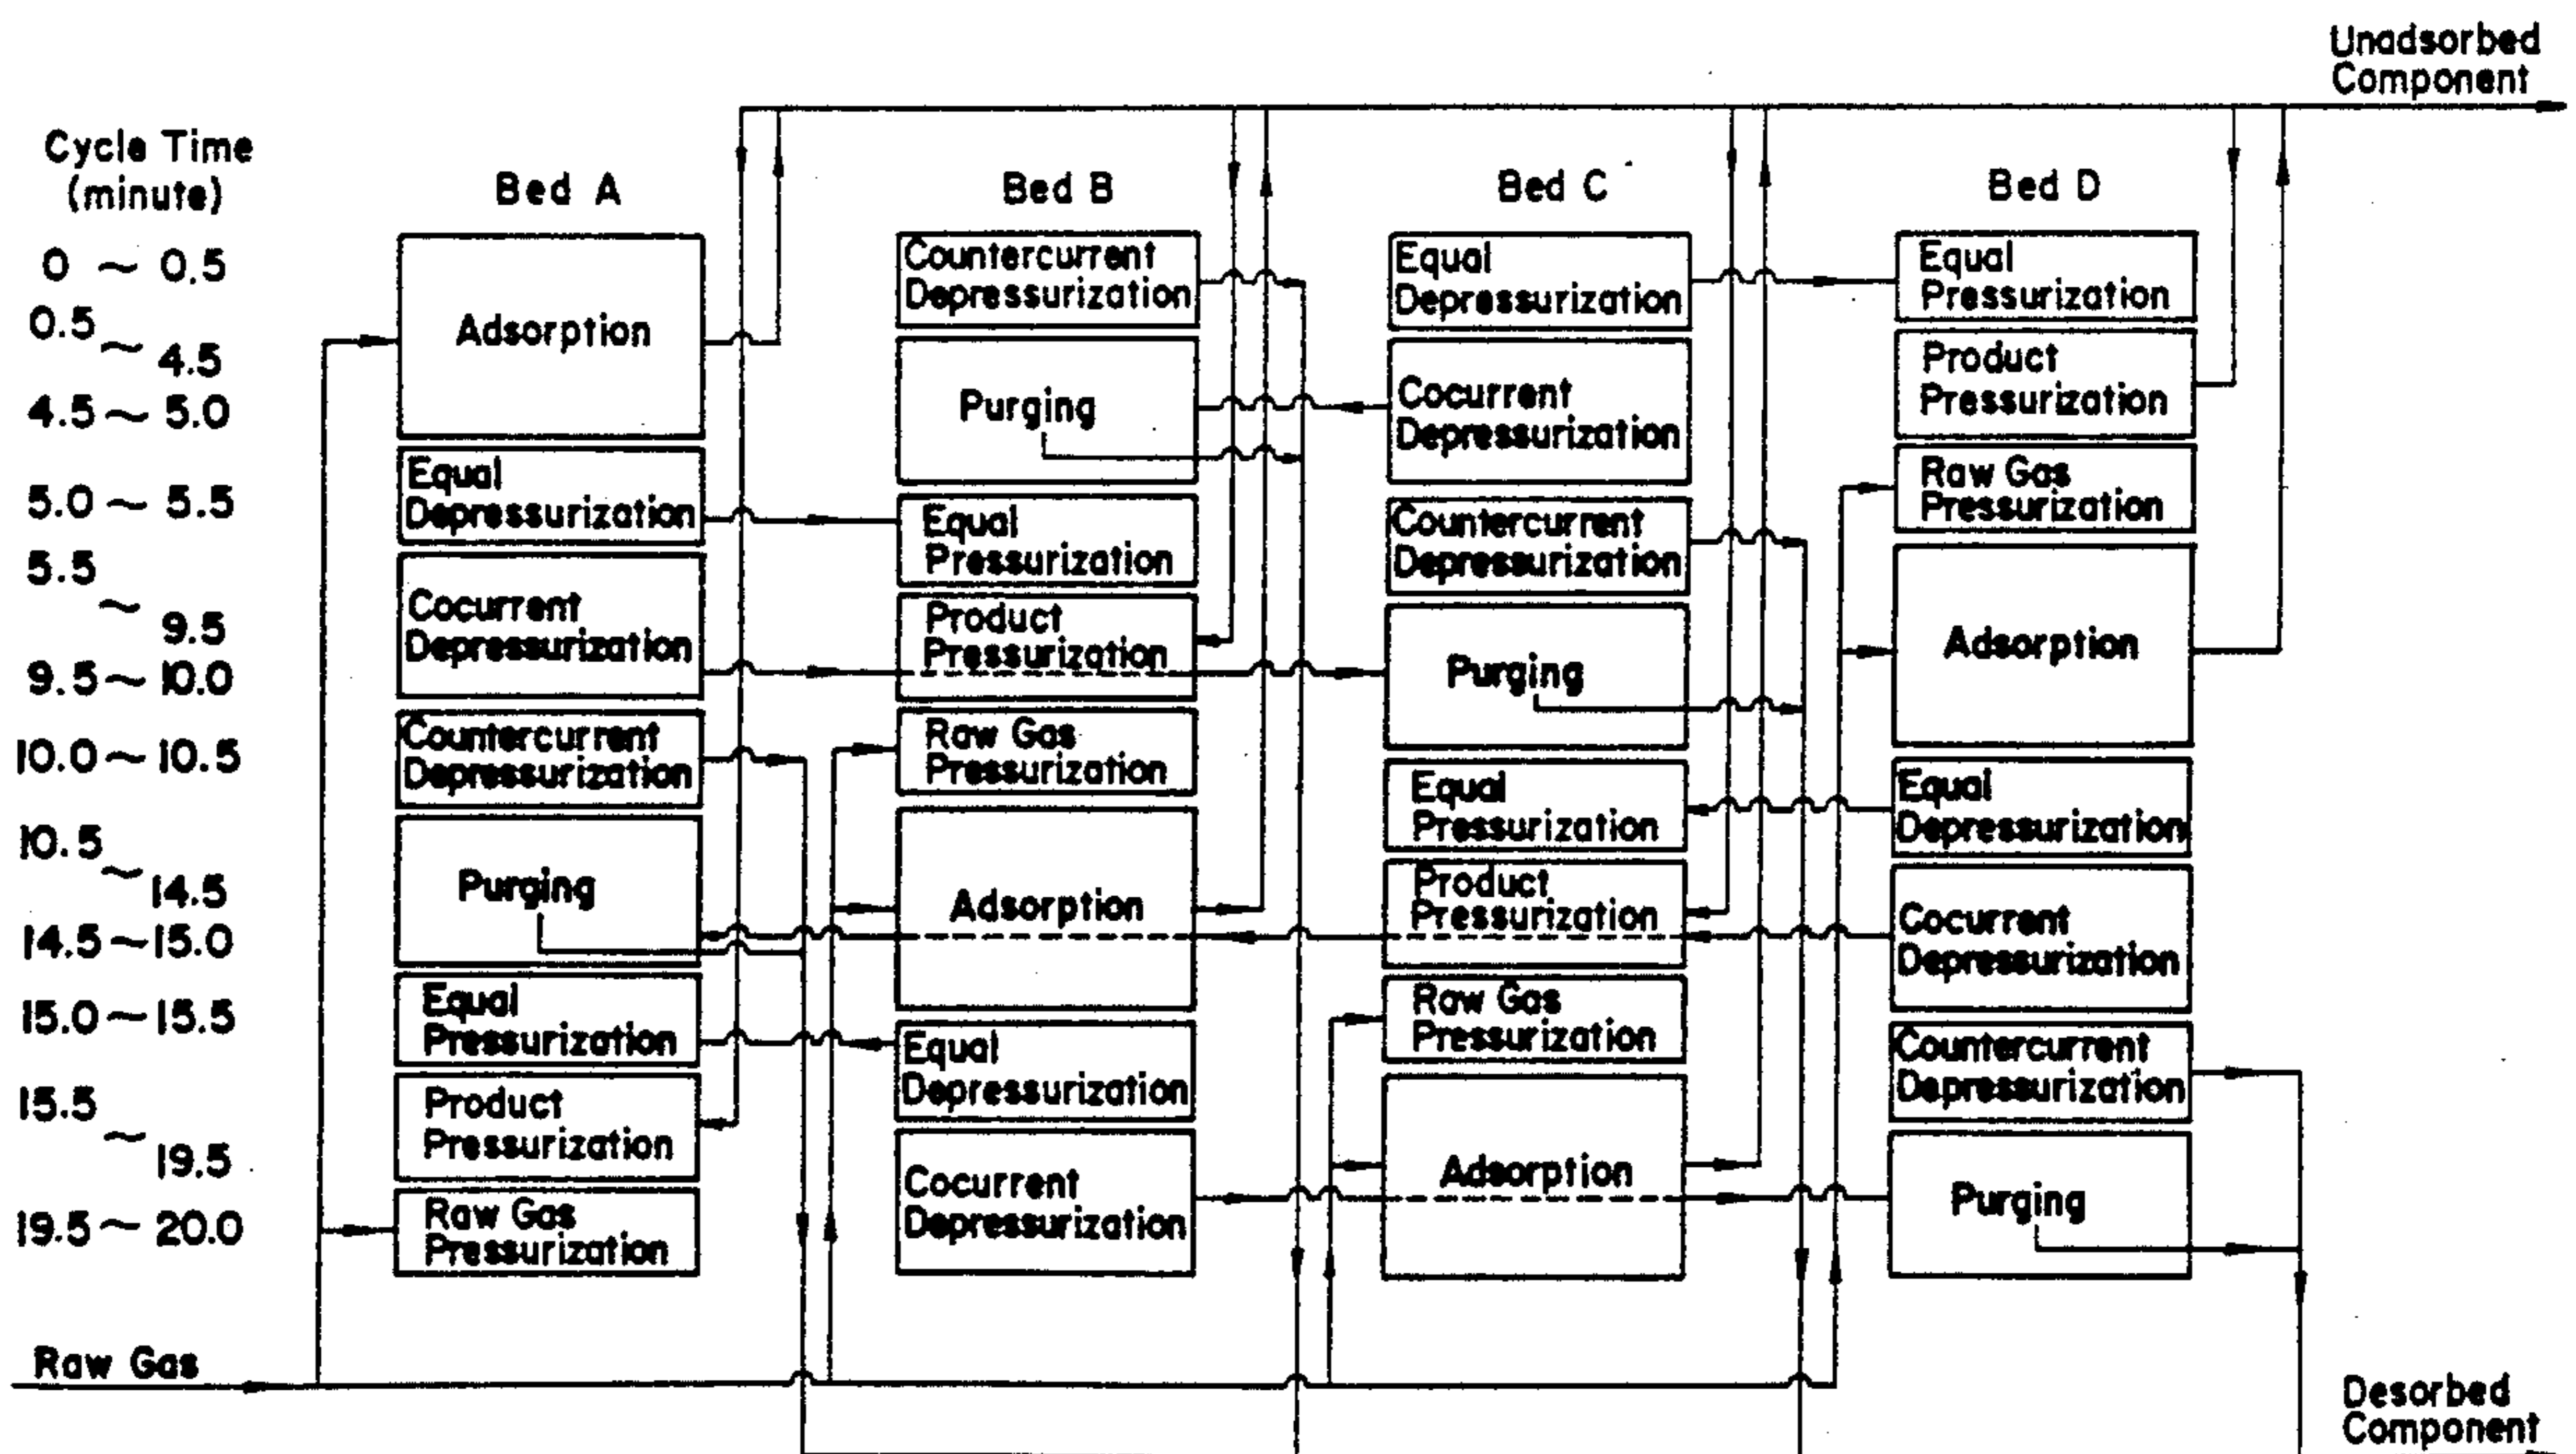 Unadsorbed
Component
Cycle Time
(minute)
0 ~ 0.5
0.5
~ 4.5
4.5 ~ 5.0
5.0 ~ 5.5
5.5
~
9.5
9.5 ~ 10.0
10.0 ~ 10.5
10.5
~
14.5
14.5 ~ 15.0
15.0 ~ 15.5
15.5
~
19.5
19.5 ~ 20.0
Raw Gas
Bed A
Adsorption
Equal
Depressurization
Cocurrent
Depressurization
Countercurrent
Depressurization
Purging
Equal
Pressurization
Product
Pressurization
Raw Gas
Pressurization
Bed B
Countercurrent
Depressurization
Purging
Equal
Pressurization
Product
Pressurization
Raw Gas
Pressurization
Adsorption
Equal
Depressurization
Cocurrent
Depressurization
Bed C
Equal
Depressurization
Cocurrent
Depressurization
Countercurrent
Depressurization
Purging
Equal
Pressurization
Product
Pressurization
Raw Gas
Pressurization
Adsorption
Bed D
Equal
Pressurization
Product
Pressurization
Raw Gas
Pressurization
Adsorption
Equal
Depressurization
Cocurrent
Depressurization
Countercurrent
Depressurization
Purging
Desorbed
Component